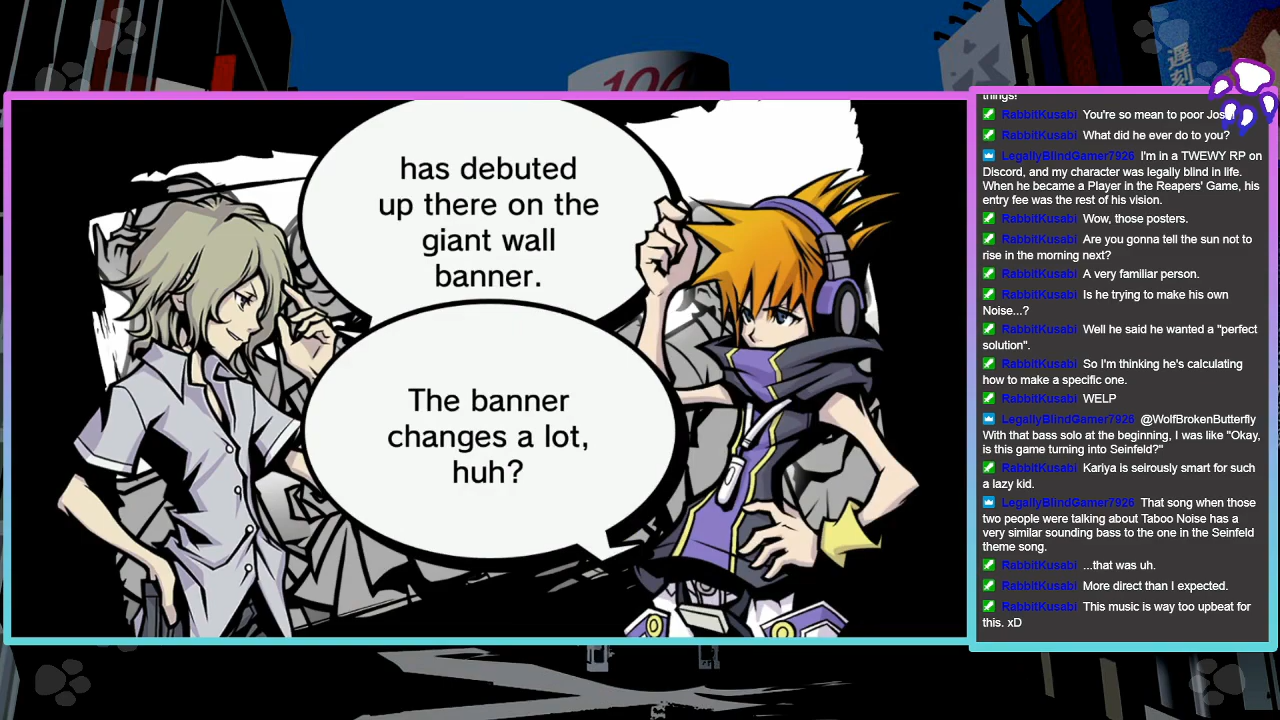 106
遅刻
has debuted
up there on the
giant wall
banner.
The banner
changes a lot,
huh?
things!
RabbitKusabi You're so mean to poor Jos
RabbitKusabi What did he ever do to you?
LegallyBlindGamer7926 I'm in a TWEWY RP on
Discord, and my character was legally blind in life.
When he became a Player in the Reapers' Game, his
entry fee was the rest of his vision.
RabbitKusabi Wow, those posters.
RabbitKusabi Are you gonna tell the sun not to
rise in the morning next?
RabbitKusabi A very familiar person.
RabbitKusabi Is he trying to make his own
Noise...?
RabbitKusabi Well he said he wanted a "perfect
solution".
RabbitKusabi So I'm thinking he's calculating
how to make a specific one.
RabbitKusabi WELP
LegallyBlindGamer7926 @WolfBrokenButterfly
With that bass solo at the beginning, I was like "Okay,
is this game turning into Seinfeld?"
RabbitKusabi Kariya is seirously smart for such
a lazy kid.
LegallyBlindGamer7926 That song when those
two people were talking about Taboo Noise has a
very similar sounding bass to the one in the Seinfeld
theme song.
RabbitKusabi ...that was uh.
RabbitKusabi More direct than I expected.
RabbitKusabi This music is way too upbeat for
this. xD